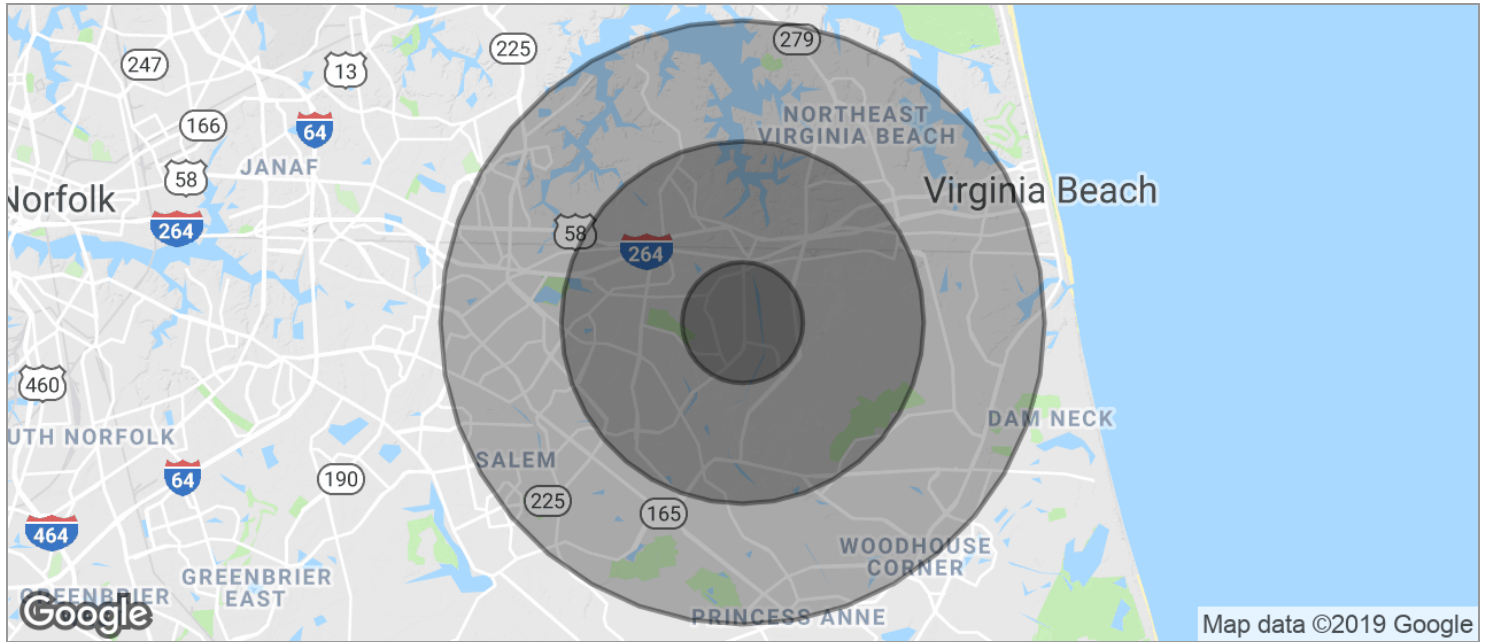 279
225
247
13
NORTHEAST
VIRGINIA BEACH
166
64
JANAF
58
Virginia Beach
Norfolk
264
58
264
460
DAM NECK
UTH NORFOLK
SALEM
64
190
225
165
464
WOODHOUSE
CORNER
GREENBRIER
EAST
GREENBRIER
Google
PRINCESS ANNE
Map data ©2019 Google